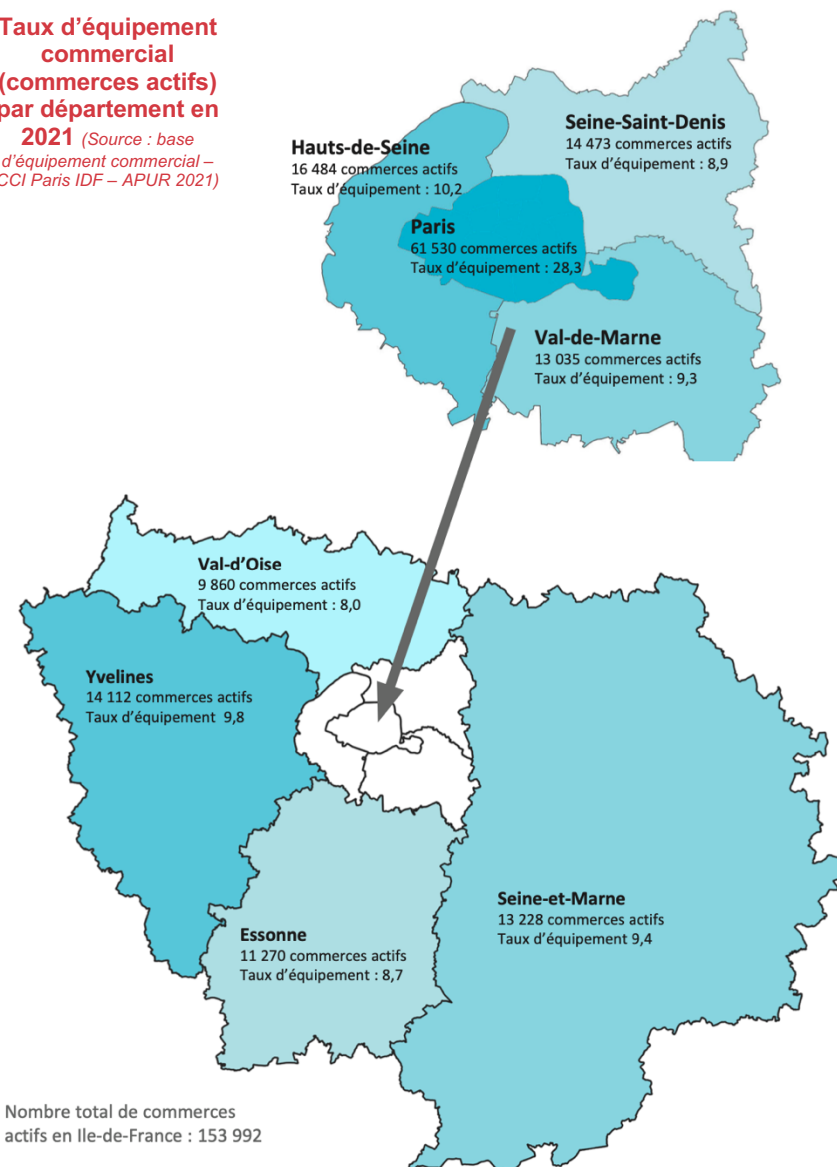 Taux d’équipement
commercial
(commerces actifs)
par département en
2021 (Source : base
d’équipement commercial –
CCI Paris IDF – APUR 2021)
Hauts-de-Seine
16 484 commerces actifs
Taux d’équipement : 10,2
Seine-Saint-Denis
14 473 commerces actifs
Taux d’équipement : 8,9
Paris
61 530 commerces actifs
Taux d’équipement : 28,3
Val-de-Marne
13 035 commerces actifs
Taux d’équipement : 9,3
Val-d’Oise
9 860 commerces actifs
Taux d’équipement : 8,0
Yvelines
14 112 commerces actifs
Taux d’équipement 9,8
Seine-et-Marne
13 228 commerces actifs
Taux d’équipement 9,4
Essonne
11 270 commerces actifs
Taux d’équipement : 8,7
Nombre total de commerces
actifs en Ile-de-France : 153 992